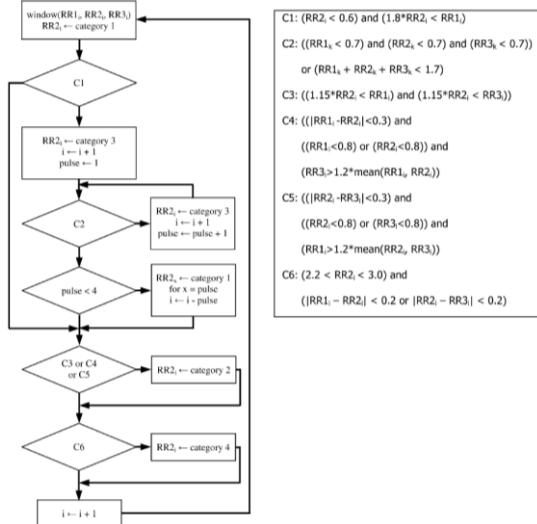 window(RR1ᵢ, RR2ᵢ, RR3ᵢ)
RR2ᵢ ← category 1
C1
RR2ᵢ ← category 3
i ← i + 1
pulse ← 1
C2
RR2ᵢ ← category 3
i ← i + 1
pulse ← pulse + 1
pulse < 4
RR2ₓ ← category 1
for x = pulse
i ← i - pulse
C3 or C4
or C5
RR2ᵢ ← category 2
C6
RR2ᵢ ← category 4
i ← i + 1
C1: (RR2ᵢ < 0.6) and (1.8*RR2ᵢ < RR1ᵢ)
C2: ((RR1ₖ < 0.7) and (RR2ₖ < 0.7) and (RR3ₖ < 0.7))
or (RR1ₖ + RR2ₖ + RR3ₖ < 1.7)
C3: ((1.15*RR2ᵢ < RR1ᵢ) and (1.15*RR2ᵢ < RR3ᵢ))
C4: ((|RR1ᵢ -RR2ᵢ|<0.3) and
((RR1ᵢ<0.8) or (RR2ᵢ<0.8)) and
(RR3ᵢ>1.2*mean(RR1ᵢ, RR2ᵢ))
C5: ((|RR2ᵢ -RR3ᵢ|<0.3) and
((RR2ᵢ<0.8) or (RR3ᵢ<0.8)) and
(RR1ᵢ>1.2*mean(RR2ᵢ, RR3ᵢ))
C6: (2.2 < RR2ᵢ < 3.0) and
(|RR1ᵢ − RR2ᵢ| < 0.2 or |RR2ᵢ − RR3ᵢ| < 0.2)